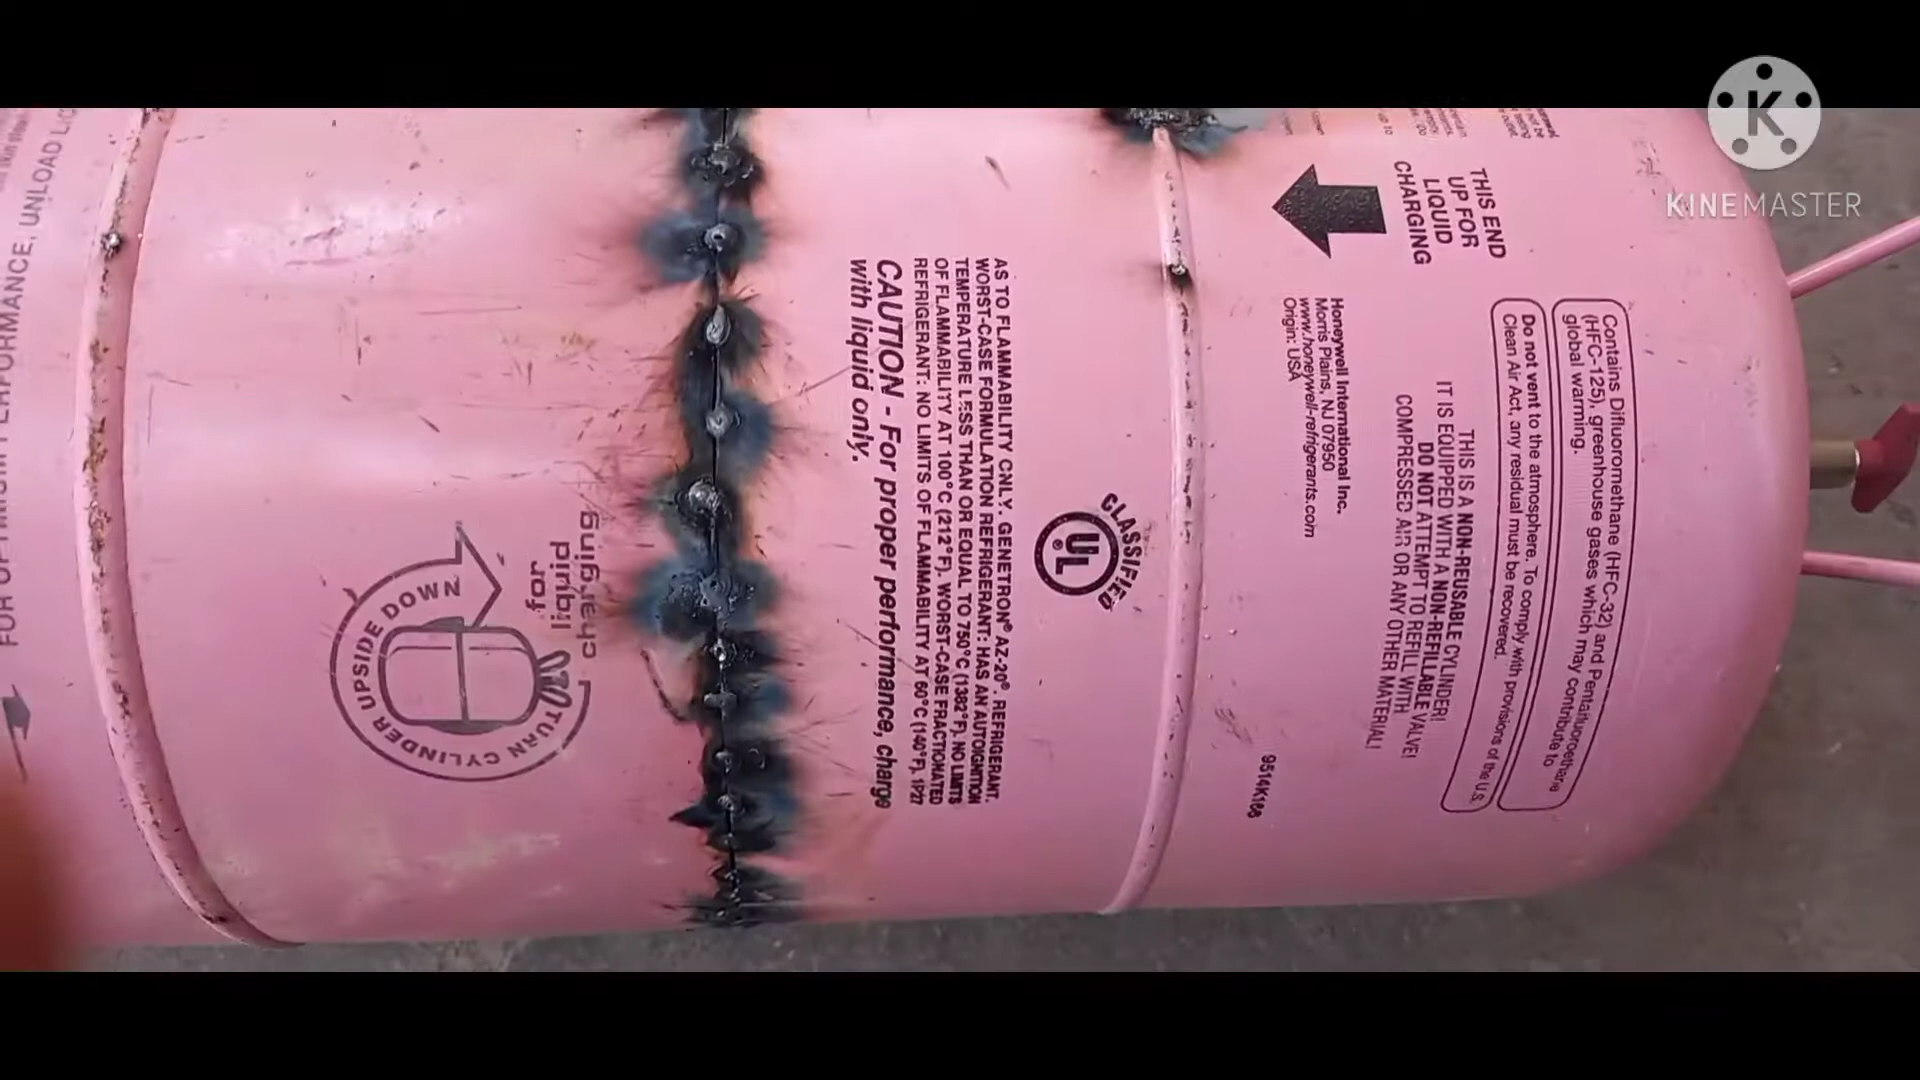 KINEMASTER
THIS END
UP FOR
LIQUID
CHARGING
Contains Difluoromethane (HFC-32) and Pentafluoroethane
(HFC-125), greenhouse gases which may contribute to
global warming.
Do not vent to the atmosphere. To comply with provisions of the U.S.
Clean Air Act, any residual must be recovered.
THIS IS A NON-REUSABLE CYLINDER!
IT IS EQUIPPED WITH A NON-REFILLABLE VALVE!
DO NOT ATTEMPT TO REFILL WITH
COMPRESSED AIR OR ANY OTHER MATERIAL!
Honeywell International Inc.
Morris Plains, NJ 07950
www.honeywell-refrigerants.com
Origin: USA
9514K166
CLASSIFIED
UL ®
AS TO FLAMMABILITY ONLY. GENETRON® AZ-20®. REFRIGERANT.
WORST-CASE FORMULATION REFRIGERANT: HAS AN AUTOIGNITION
TEMPERATURE LESS THAN OR EQUAL TO 750°C (1382°F). NO LIMITS
OF FLAMMABILITY AT 100°C (212°F). WORST-CASE FRACTIONATED
REFRIGERANT: NO LIMITS OF FLAMMABILITY AT 60°C (140°F). 1P27
CAUTION - For proper performance, charge
with liquid only.
TURN CYLINDER UPSIDE DOWN
for
liquid
charging
PERFORMANCE, UNLOAD